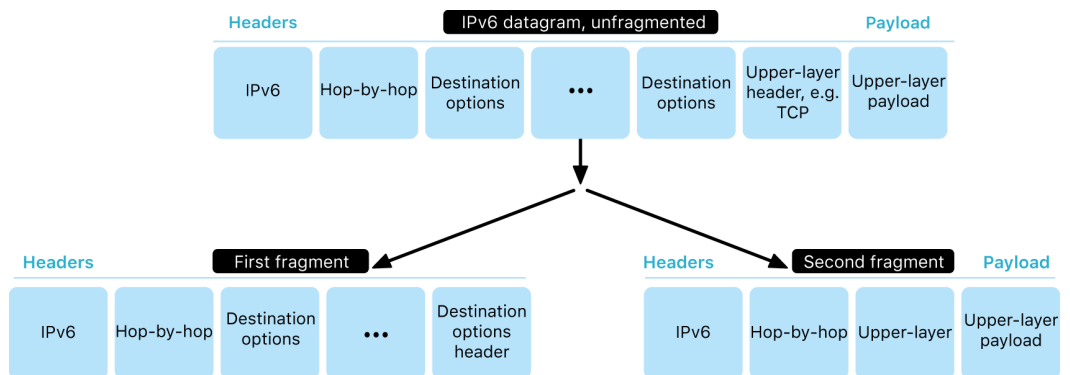 Headers
IPv6 datagram, unfragmented
Payload
IPv6
Hop-by-hop
Destination
options
•••
Destination
options
Upper-layer
header, e.g.
TCP
Upper-layer
payload
Headers
First fragment
IPv6
Hop-by-hop
Destination
options
•••
Destination
options
header
Headers
Second fragment
Payload
IPv6
Hop-by-hop
Upper-layer
Upper-layer
payload